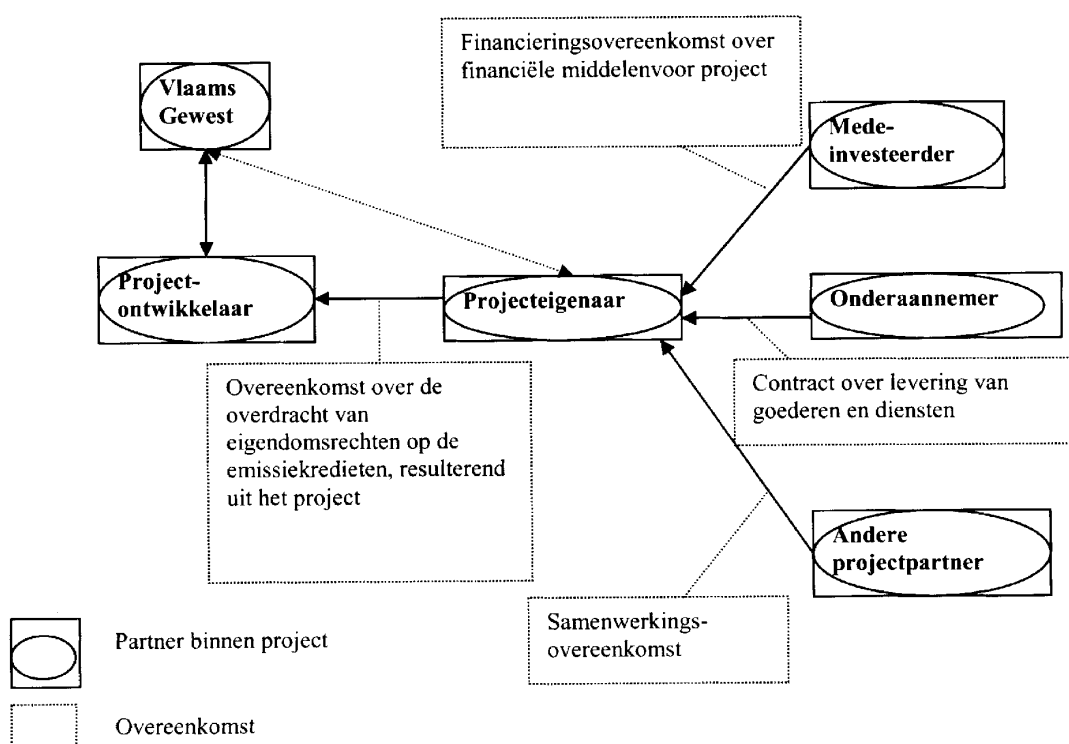 Financieringsovereenkomst over
financiële middelenvoor project
Vlaams
Gewest
Mede-
investeerder
Project-
ontwikkelaar
Projecteigenaar
Onderaannemer
Overeenkomst over de
overdracht van
eigendomsrechten op de
emissiekredieten, resulterend
uit het project
Contract over levering van
goederen en diensten
Andere
projectpartner
Samenwerkings-
overeenkomst
Partner binnen project
Overeenkomst